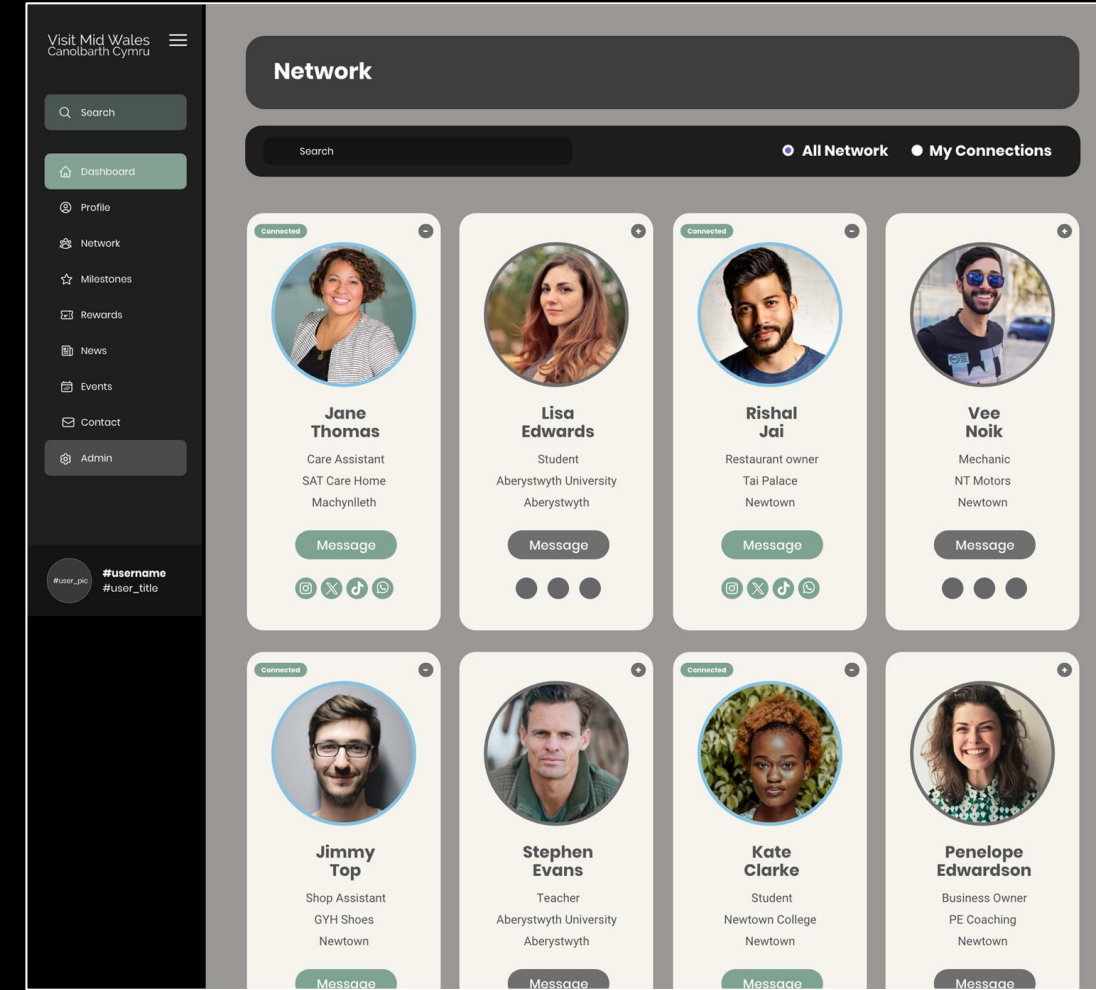 Visit Mid Wales
Canolbarth Cymru
Search
Dashboard
Profile
Network
Milestones
Rewards
News
Events
Contact
Admin
#user_pic
#username
#user_title
Network
Search
All Network
My Connections
Connected
Jane
Thomas
Care Assistant
SAT Care Home
Machynlleth
Message
Lisa
Edwards
Student
Aberystwyth University
Aberystwyth
Message
Connected
Rishal
Jai
Restaurant owner
Tai Palace
Newtown
Message
Vee
Noik
Mechanic
NT Motors
Newtown
Message
Connected
Jimmy
Top
Shop Assistant
GYH Shoes
Newtown
Message
Stephen
Evans
Teacher
Aberystwyth University
Aberystwyth
Message
Connected
Kate
Clarke
Student
Newtown College
Newtown
Message
Penelope
Edwardson
Business Owner
PE Coaching
Newtown
Message